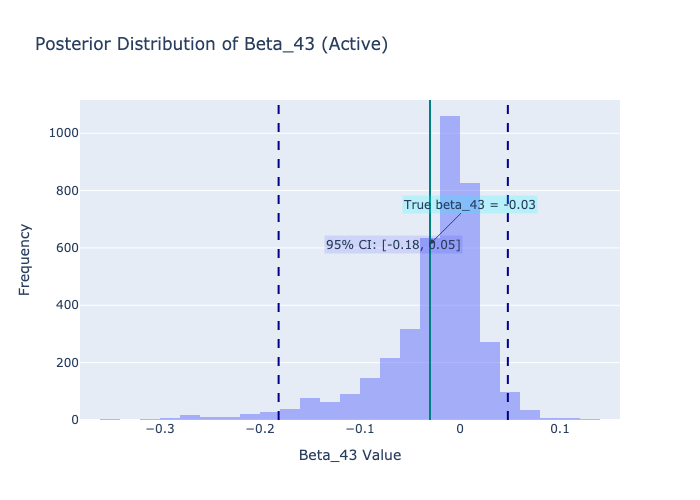 Posterior Distribution of Beta_43 (Active)
1000
800
True beta_43 = -0.03
600
95% CI: [-0.18, 0.05]
400
200
0
Frequency
−0.3
−0.2
−0.1
0
0.1
Beta_43 Value